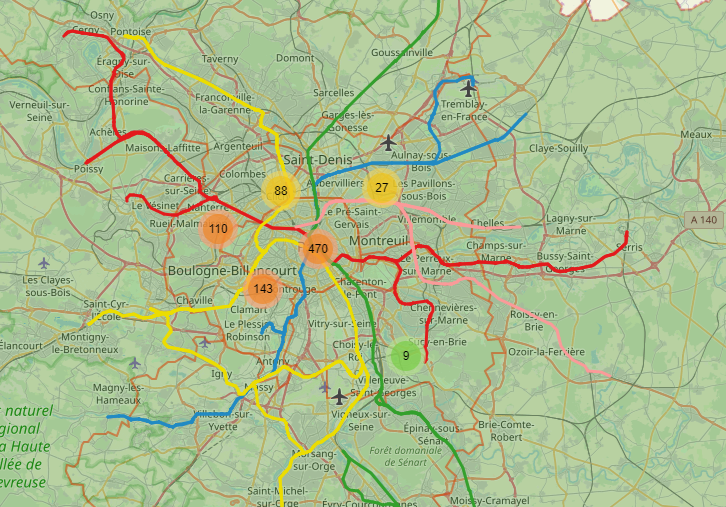 Osny
Cergy
Pontoise
Éragny-sur-
Oise
Conflans-Sainte-
Honorine
Taverny
Domont
Goussainville
Franconville-
la-Garenne
Sarcelles
Garges-lès-
Gonesse
Tremblay-
en-France
Verneuil-sur-
Seine
Achères
Maisons-Laffitte
Argenteuil
Saint-Denis
Aulnay-sous-
Bois
Claye-Souilly
Meaux
Poissy
Carrières-
sur-Seine
Colombes
88
Aubervilliers
27
Les Pavillons-
sous-Bois
Le Vésinet
Nanterre
Rueil-Malm
110
Le Pré-Saint-
Gervais
Villemomble
Chelles
Lagny-sur-
Marne
A 140
470
Montreuil
Le Perreux-
sur-Marne
Champs-sur-
Marne
Bussy-Saint-
Georges
Serris
Les Clayes-
sous-Bois
Boulogne-Billancourt
143
ntrouge
Charenton-
le-Pont
Saint-Cyr-
l'École
Chaville
Clamart
Le Plessis-
Robinson
Vitry-sur-Seine
Chennevières-
sur-Marne
Roissy-en-
Brie
Élancourt
Montigny-
le-Bretonneux
Antony
Choisy-le-
Roi
9
Sucy-en-Brie
Ozoir-la-Ferrière
Igny
Massy
Magny-les-
Hameaux
Villeneuve-
Saint-Georges
Villebon-sur-
Yvette
Vigneux-sur-
Seine
Épinay-sous-
Sénart
Brie-Comte-
Robert
naturel
gional
a Haute
llée de
evreuse
Morsang-
sur-Orge
Forêt domaniale
de Sénart
Saint-Michel-
sur-Orge
Évry-Courcouronnes
Moissy-Cramayel